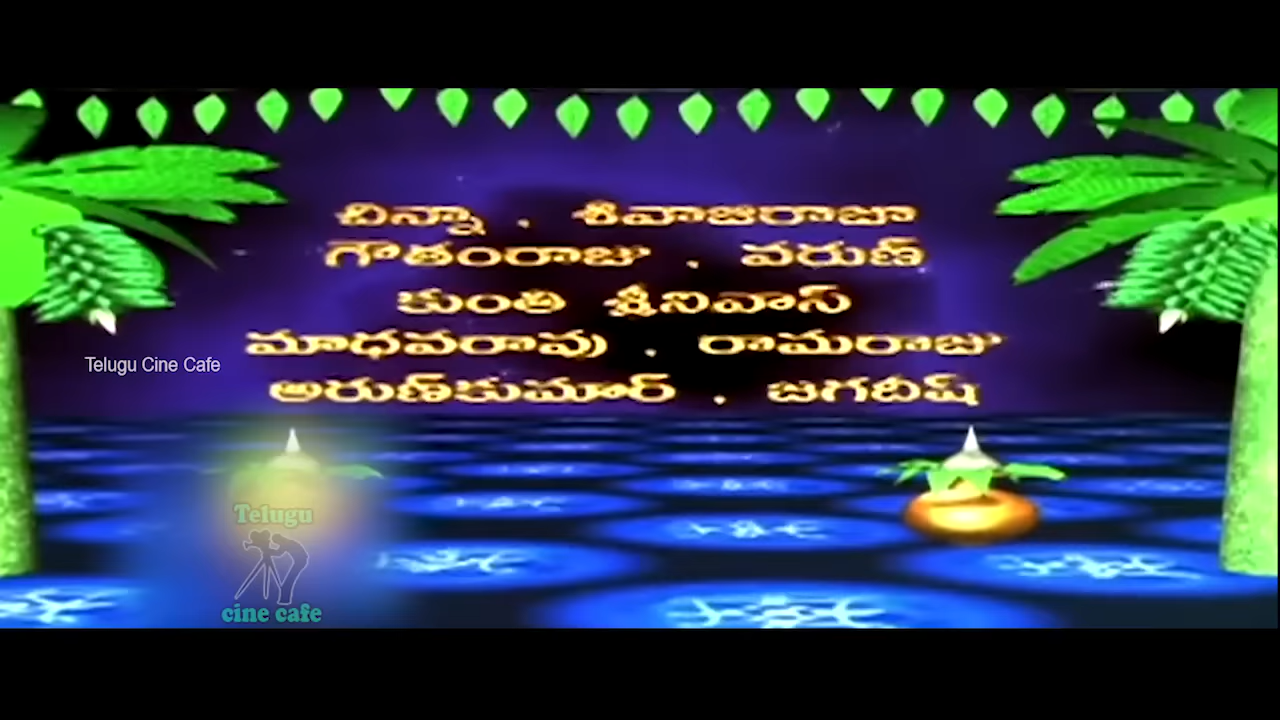 చిన్నా . శివాజీరాజా
గౌతంరాజు . వరుణ్
కుంతి శ్రీనివాస్
మాధవరావు . రామరాజు
అరుణ్‌కుమార్ . జగదీష్
Telugu Cine Cafe
Telugu
cine cafe